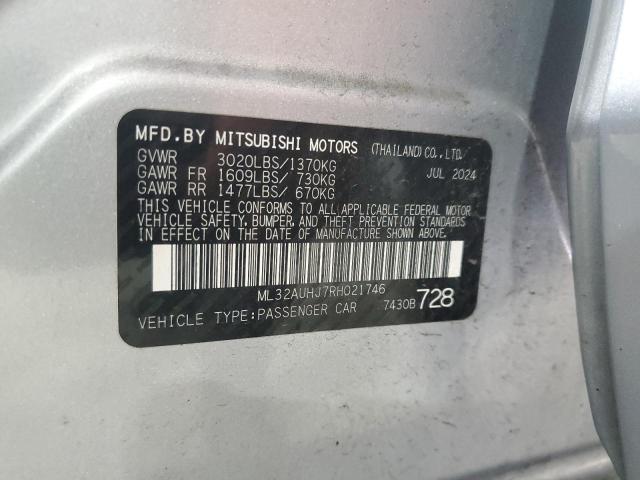 MFD.BY MITSUBISHI MOTORS (THAILAND) CO.,LTD.
GVWR 3020LBS/1370KG JUL 2024
GAWR FR 1609LBS/ 730KG
GAWR RR 1477LBS/ 670KG
THIS VEHICLE CONFORMS TO ALL APPLICABLE FEDERAL MOTOR
VEHICLE SAFETY, BUMPER, AND THEFT PREVENTION STANDARDS
IN EFFECT ON THE DATE OF MANUFACTURE SHOWN ABOVE.
ML32AUHJ7RH021746
VEHICLE TYPE:PASSENGER CAR 7430B 728